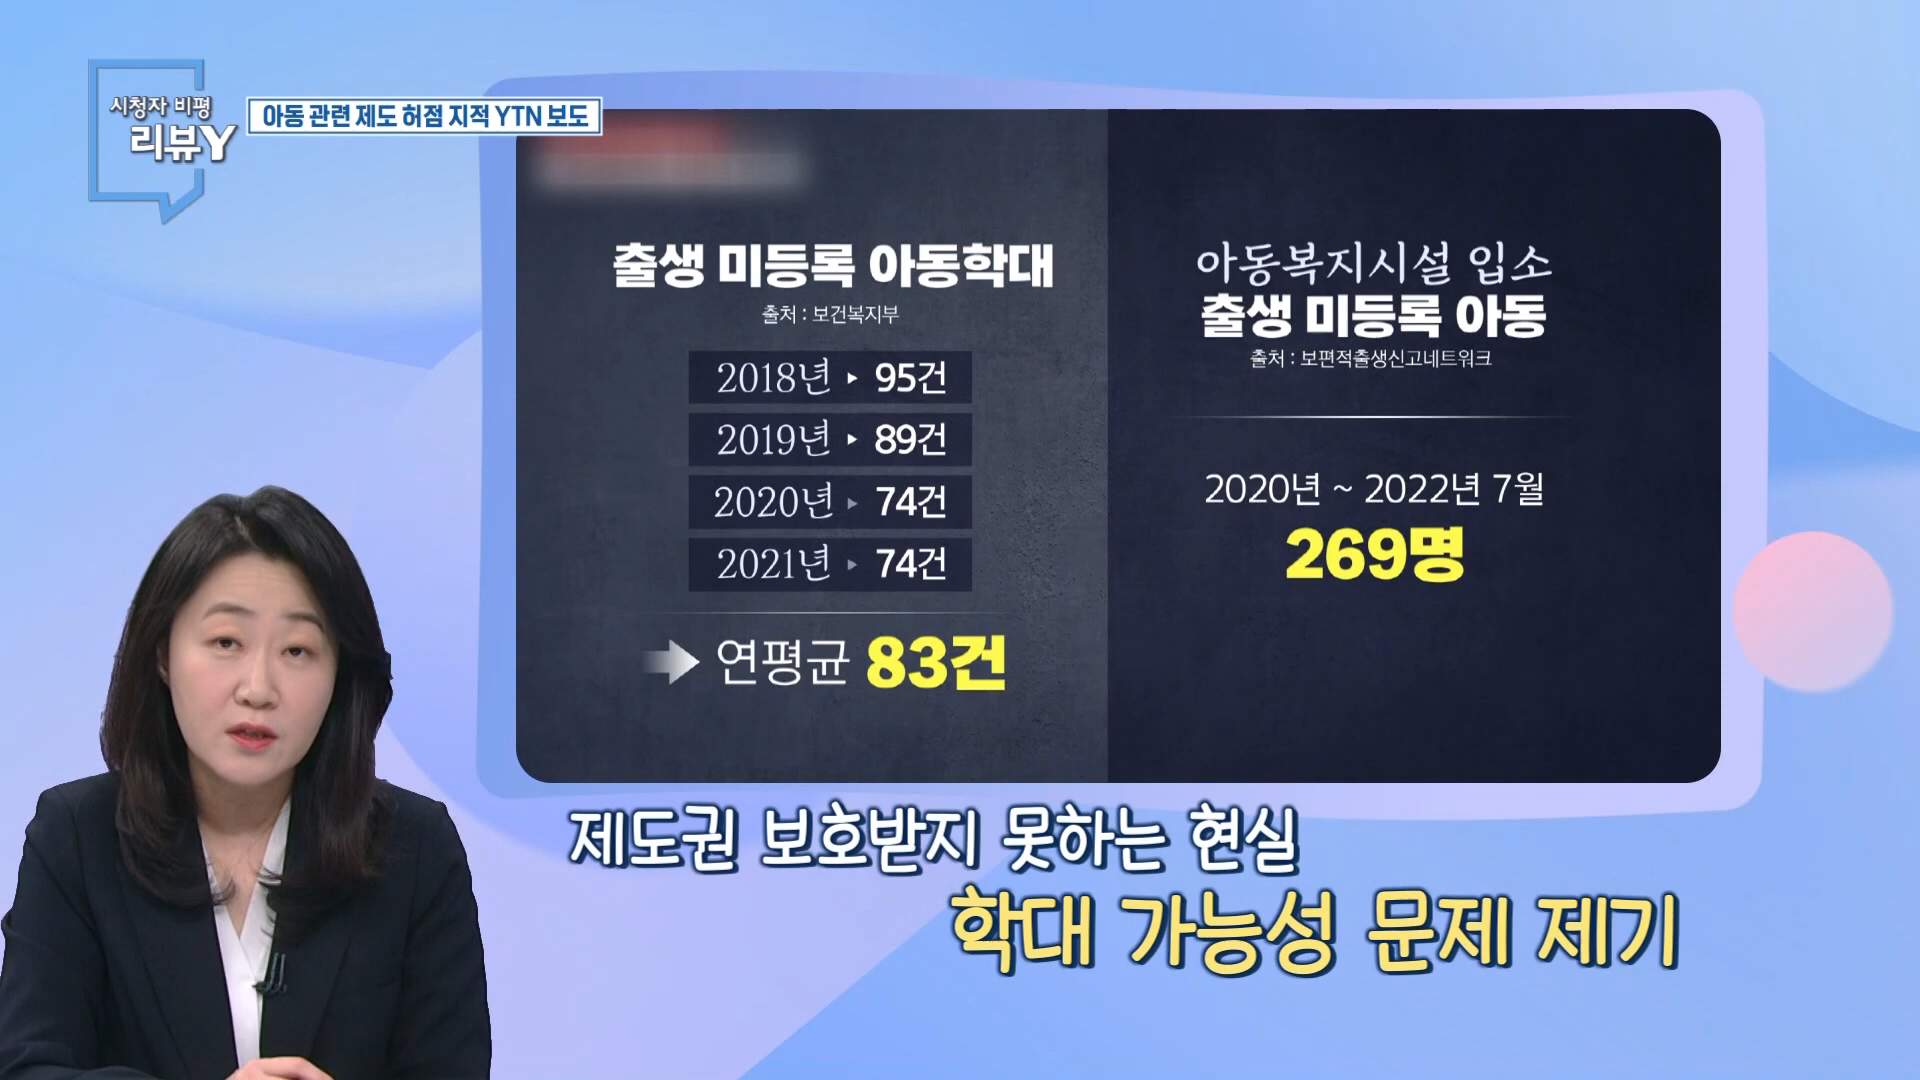 시청자 비평
리뷰Y
아동 관련 제도 허점 지적 YTN 보도
출생 미등록 아동학대
출처 : 보건복지부
2018년 ▸ 95건
2019년 ▸ 89건
2020년 ▸ 74건
2021년 ▸ 74건
연평균 83건
아동복지시설 입소
출생 미등록 아동
출처 : 보편적출생신고네트워크
2020년 ~ 2022년 7월
269명
제도권 보호받지 못하는 현실
학대 가능성 문제 제기